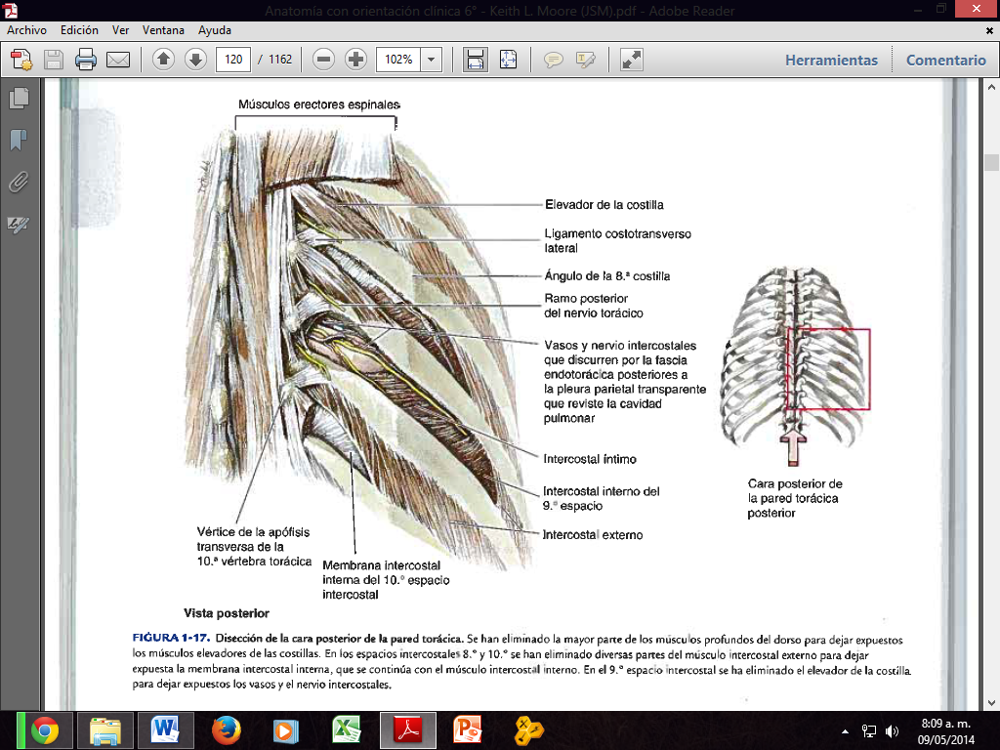 Anatomía con orientación clínica 6° - Keith L. Moore (JSM).pdf - Adobe Reader
Archivo Edición Ver Ventana Ayuda
120 / 1162 102% Herramientas Comentario
Músculos erectores espinales
Elevador de la costilla
Ligamento costotransverso
lateral
Ángulo de la 8.ª costilla
Ramo posterior
del nervio torácico
Vasos y nervio intercostales
que discurren por la fascia
endotorácica posteriores a
la pleura parietal transparente
que reviste la cavidad
pulmonar
Intercostal íntimo
Intercostal interno del
9.º espacio
Intercostal externo
Cara posterior de
la pared torácica
posterior
Vértice de la apófisis
transversa de la
10.ª vértebra torácica
Membrana intercostal
interna del 10.º espacio
intercostal
Vista posterior
FIGURA 1-17. Disección de la cara posterior de la pared torácica. Se han eliminado la mayor parte de los músculos profundos del dorso para dejar expuestos
los músculos elevadores de las costillas. En los espacios intercostales 8.º y 10.º se han eliminado diversas partes del músculo intercostal externo para dejar
expuesta la membrana intercostal interna, que se continúa con el músculo intercostal interno. En el 9.º espacio intercostal se ha eliminado el elevador de la costilla
para dejar expuestos los vasos y el nervio intercostales.
8:09 a. m.
09/05/2014